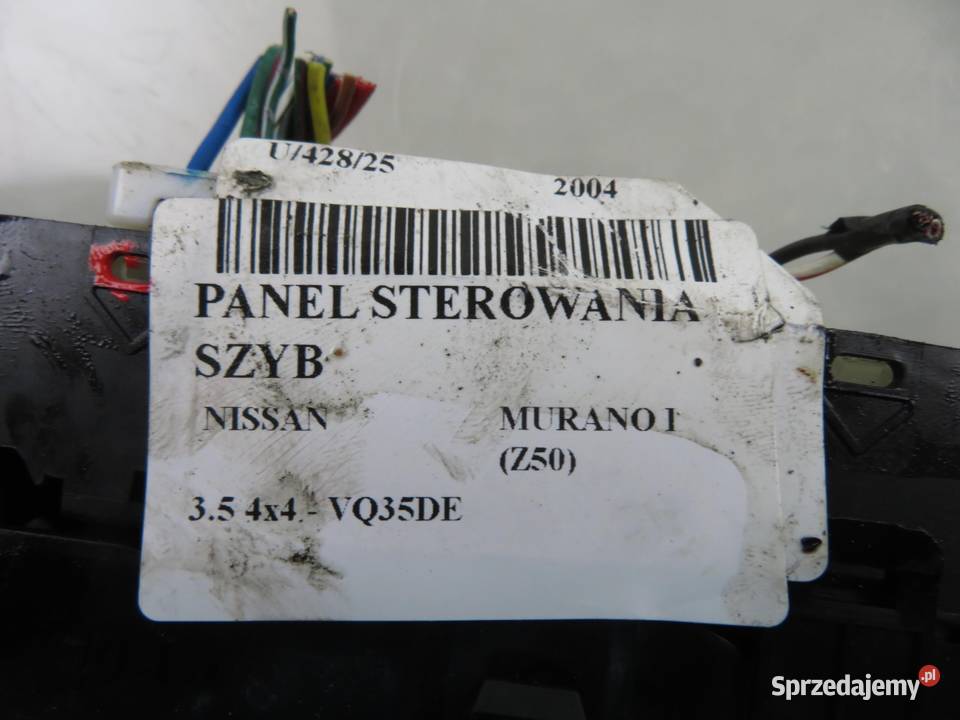 U/428/25
2004
PANEL STEROWANIA
SZYB
NISSAN MURANO I
(Z50)
3.5 4x4 - VQ35DE
Sprzedajemy.pl